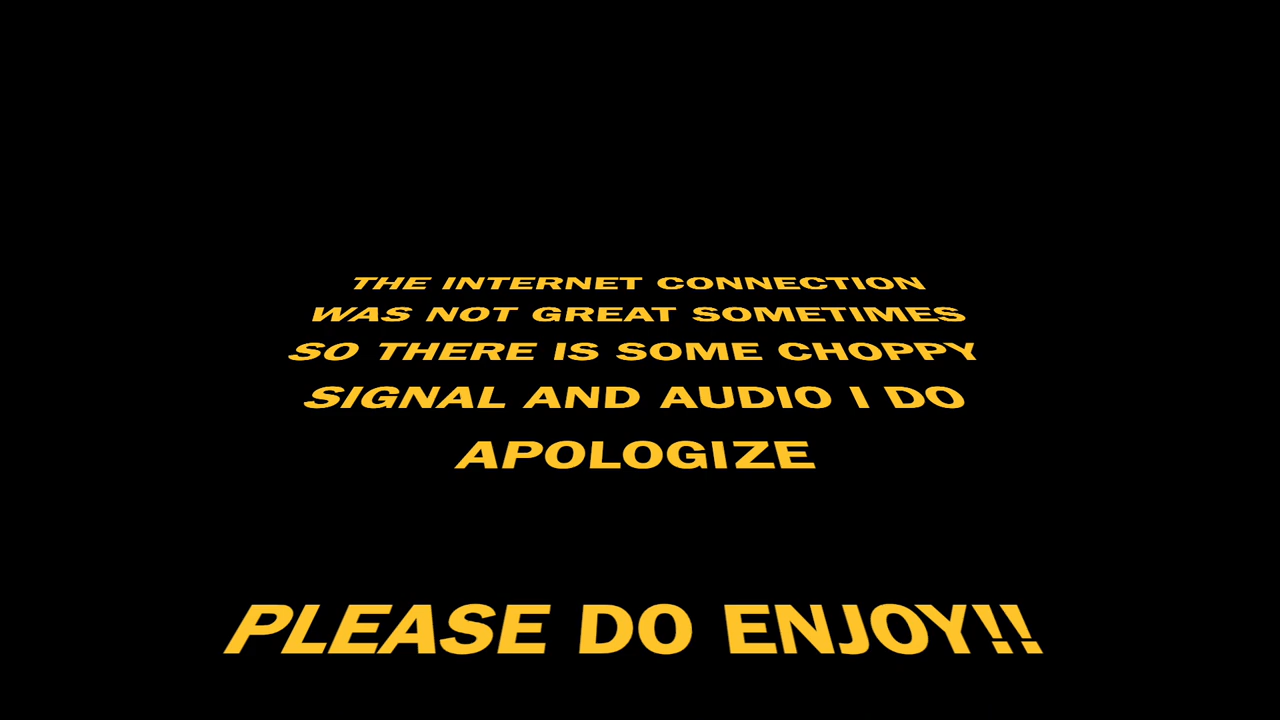 THE INTERNET CONNECTION
WAS NOT GREAT SOMETIMES
SO THERE IS SOME CHOPPY
SIGNAL AND AUDIO I DO
APOLOGIZE
PLEASE DO ENJOY!!